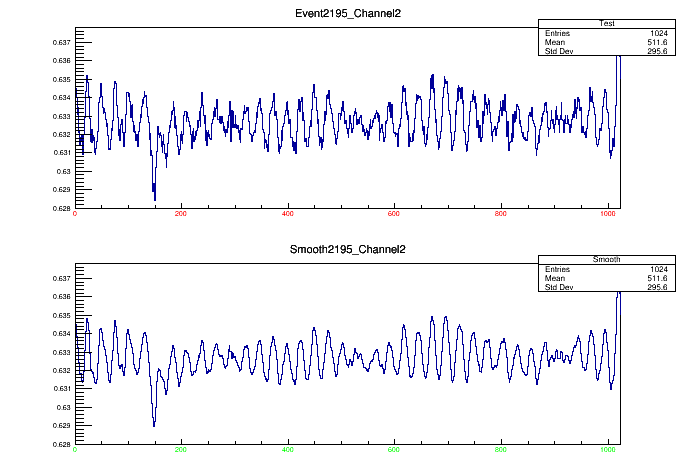 Event2195_Channel2
Test
Entries 1024
Mean 511.6
Std Dev 295.6
0.637
0.636
0.635
0.634
0.633
0.632
0.631
0.63
0.629
0.628
0 200 400 600 800 1000
Smooth2195_Channel2
Smooth
Entries 1024
Mean 511.6
Std Dev 295.6
0.637
0.636
0.635
0.634
0.633
0.632
0.631
0.63
0.629
0.628
0 200 400 600 800 1000